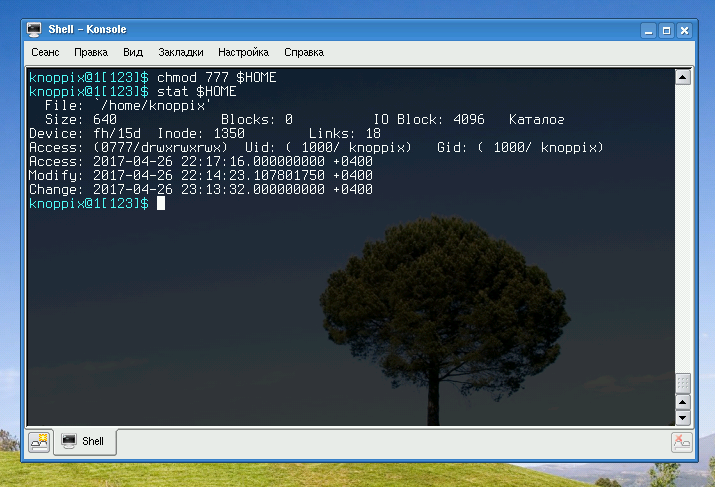 Shell - Konsole
Сеанс Правка Вид Закладки Настройка Справка
knoppix@1[123]$ chmod 777 $HOME
knoppix@1[123]$ stat $HOME
  File: `/home/knoppix'
  Size: 640             Blocks: 0          IO Block: 4096   Каталог
Device: fh/15d  Inode: 1350        Links: 18
Access: (0777/drwxrwxrwx)  Uid: ( 1000/ knoppix)   Gid: ( 1000/ knoppix)
Access: 2017-04-26 22:17:16.000000000 +0400
Modify: 2017-04-26 22:14:23.107801750 +0400
Change: 2017-04-26 23:13:32.000000000 +0400
knoppix@1[123]$
Shell